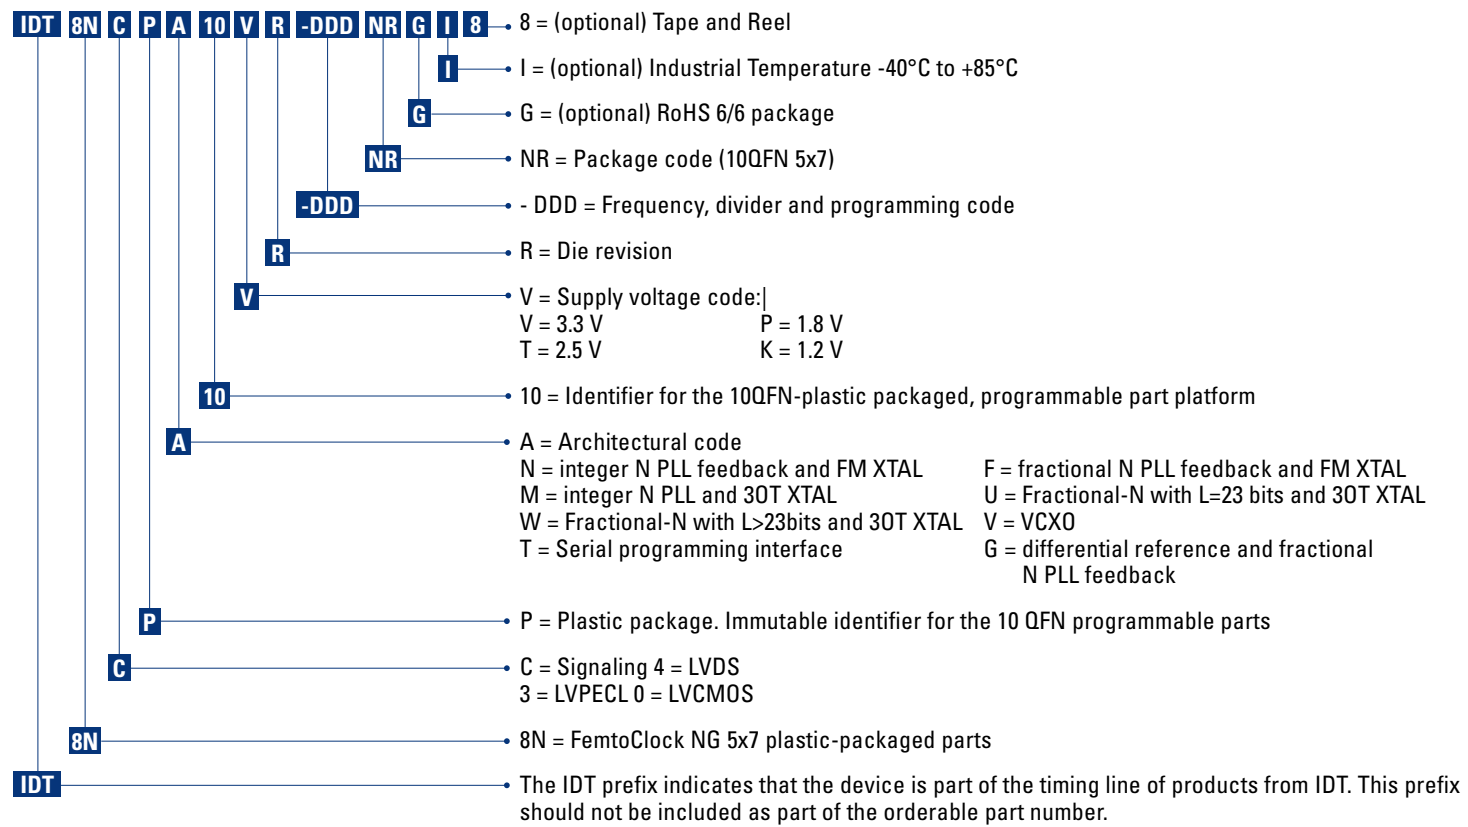 IDT 8N C P A 10 V R -DDD NR G I 8 8 = (optional) Tape and Reel
I I = (optional) Industrial Temperature -40°C to +85°C
G G = (optional) RoHS 6/6 package
NR NR = Package code (10QFN 5x7)
-DDD - DDD = Frequency, divider and programming code
R R = Die revision
V V = Supply voltage code:|
V = 3.3 V P = 1.8 V
T = 2.5 V K = 1.2 V
10 10 = Identifier for the 10QFN-plastic packaged, programmable part platform
A A = Architectural code
N = integer N PLL feedback and FM XTAL F = fractional N PLL feedback and FM XTAL
M = integer N PLL and 3OT XTAL U = Fractional-N with L=23 bits and 3OT XTAL
W = Fractional-N with L>23bits and 3OT XTAL V = VCXO
T = Serial programming interface G = differential reference and fractional
N PLL feedback
P P = Plastic package. Immutable identifier for the 10 QFN programmable parts
C C = Signaling 4 = LVDS
3 = LVPECL 0 = LVCMOS
8N 8N = FemtoClock NG 5x7 plastic-packaged parts
IDT The IDT prefix indicates that the device is part of the timing line of products from IDT. This prefix
should not be included as part of the orderable part number.